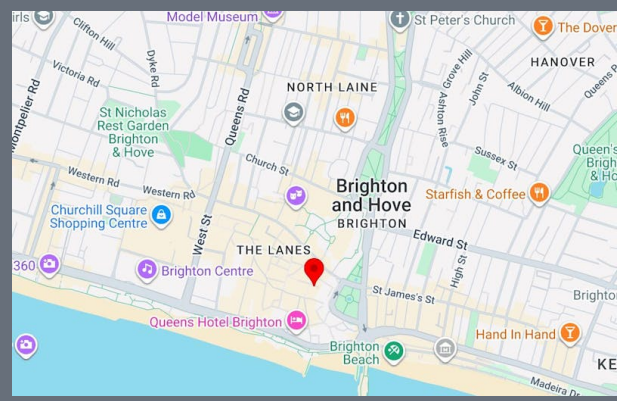 irls
Model Museum
St Peter's Church
The Dover
Clifton Hill
Dyke Rd
Queens Rd
Grove Hill
HANOVER
Victoria Rd
NORTH LAINE
John St
Albion Hill
Queens P
Montpelier Rd
St Nicholas
Rest Garden
Brighton
& Hove
Ashton Rise
Sussex St
Queen's
Brigh
& Ho
Church St
Western Rd
Western Rd
Brighton
and Hove
BRIGHTON
Starfish & Coffee
Churchill Square
Shopping Centre
West St
Edward St
THE LANES
High St
360
Brighton Centre
St James's St
Brighto
Queens Hotel Brighton
Hand In Hand
Brighton
Beach
KE
Madeira Dr